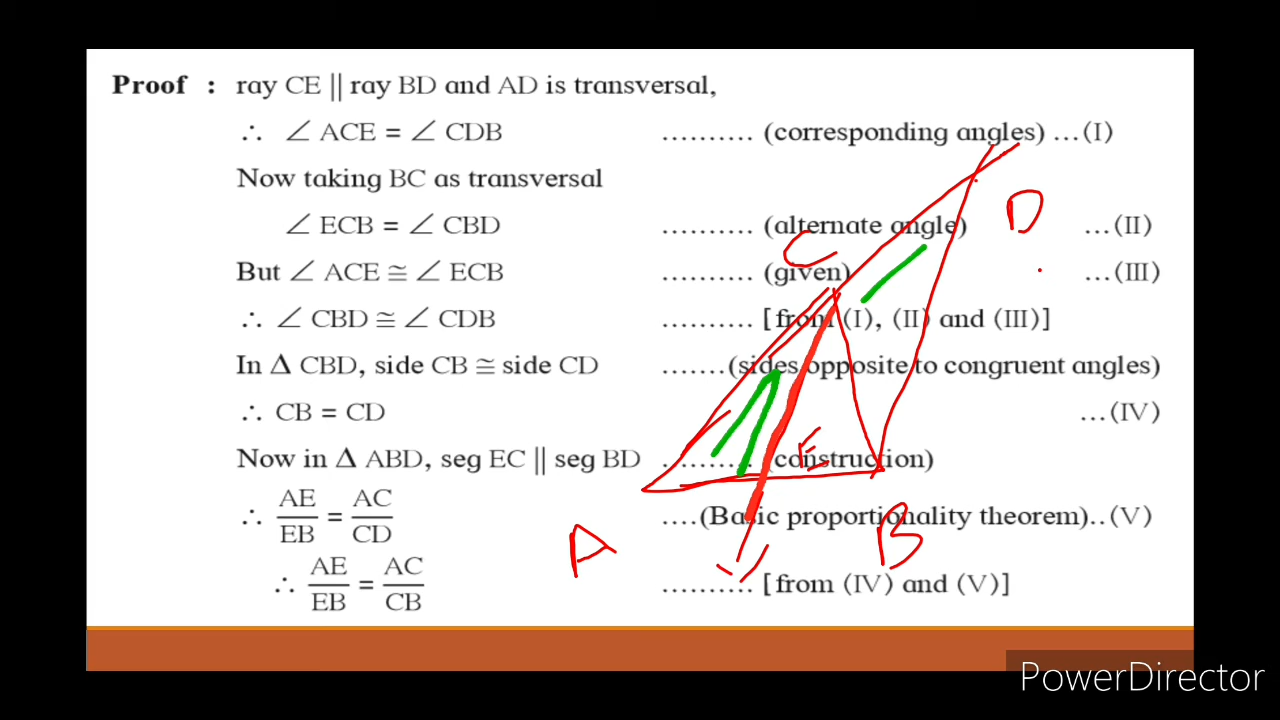 Proof : ray CE || ray BD and AD is transversal,
∴ ∠ ACE = ∠ CDB .......... (corresponding angles) ...(I)
Now taking BC as transversal
∠ ECB = ∠ CBD .......... (alternate angle) ...(II)
But ∠ ACE ≅ ∠ ECB .......... (given) ...(III)
∴ ∠ CBD ≅ ∠ CDB .......... [from (I), (II) and (III)]
In Δ CBD, side CB ≅ side CD .......(sides opposite to congruent angles)
∴ CB = CD ...(IV)
Now in Δ ABD, seg EC || seg BD .......... (construction)
∴ AE/EB = AC/CD ....(Basic proportionality theorem)..(V)
∴ AE/EB = AC/CB .......... [from (IV) and (V)]
D
C
E
A
B
PowerDirector